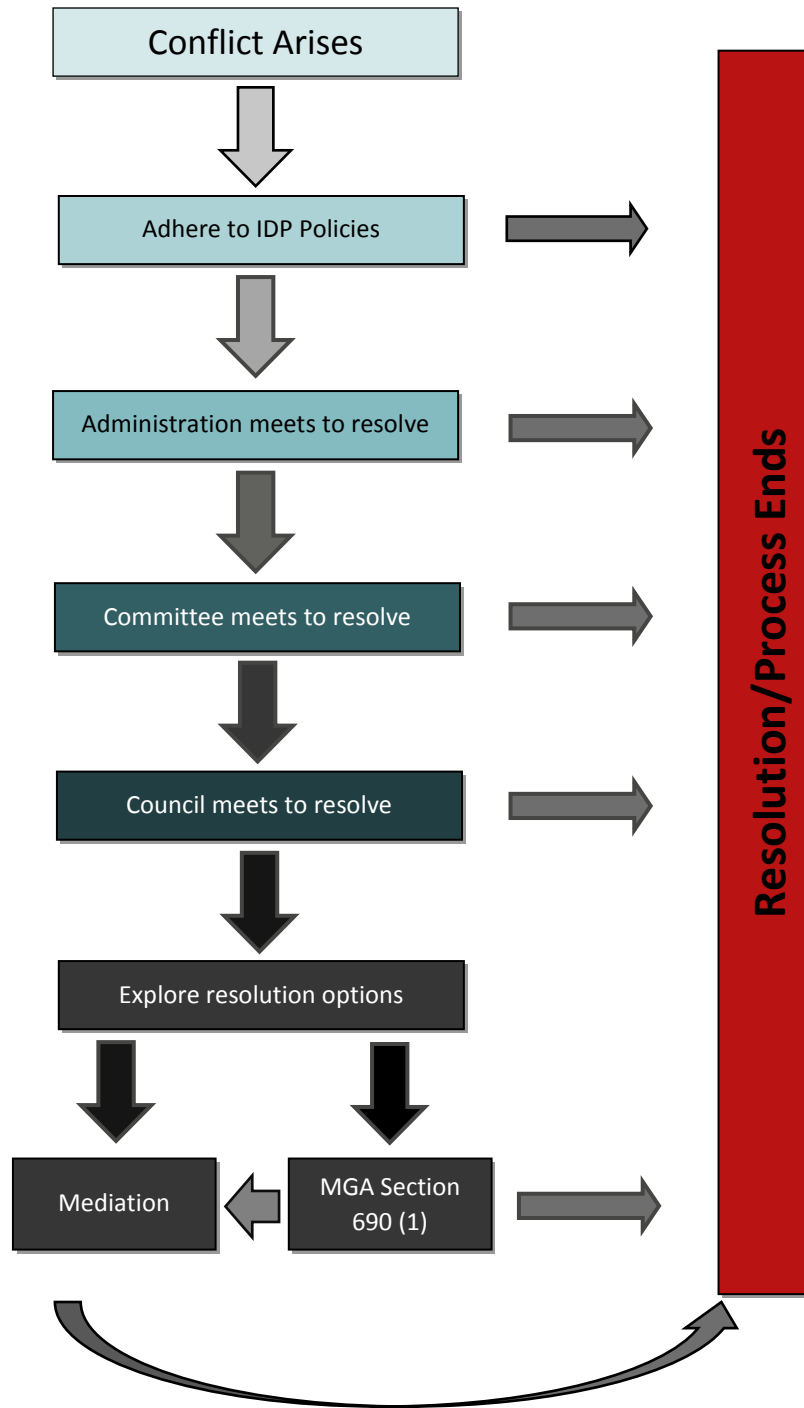 Conflict Arises
Adhere to IDP Policies
Administration meets to resolve
Committee meets to resolve
Council meets to resolve
Explore resolution options
Mediation
MGA Section
690 (1)
Resolution/Process Ends